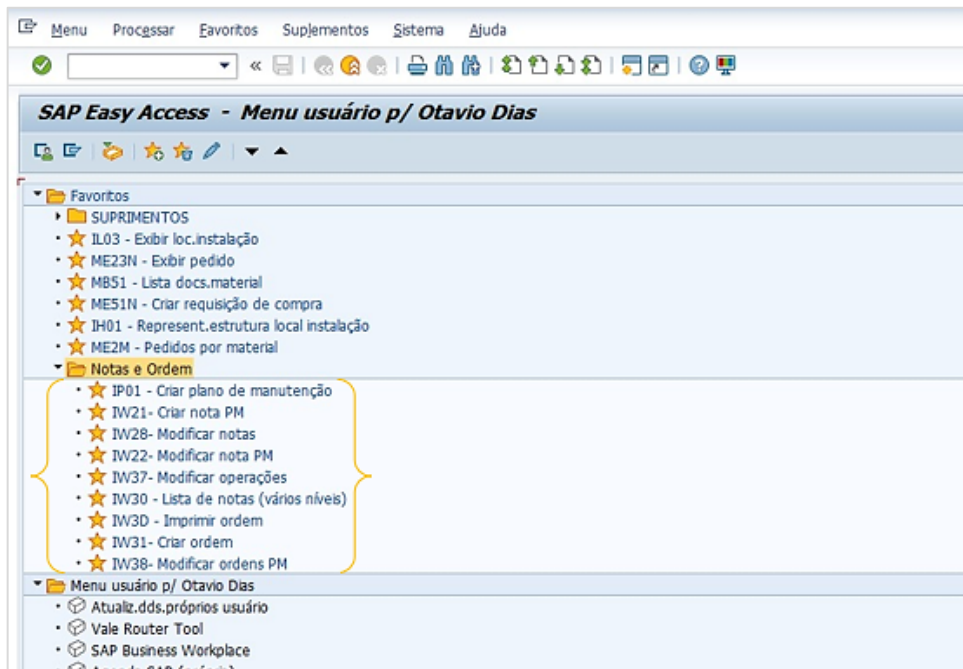 Menu Processar Favoritos Suplementos Sistema Ajuda
SAP Easy Access - Menu usuário p/ Otavio Dias
Favoritos
SUPRIMENTOS
IL03 - Exibir loc.instalação
ME23N - Exibir pedido
MB51 - Lista docs.material
ME51N - Criar requisição de compra
IH01 - Represent.estrutura local instalação
ME2M - Pedidos por material
Notas e Ordem
IP01 - Criar plano de manutenção
IW21- Criar nota PM
IW28- Modificar notas
IW22- Modificar nota PM
IW37- Modificar operações
IW30 - Lista de notas (vários níveis)
IW3D - Imprimir ordem
IW31- Criar ordem
IW38- Modificar ordens PM
Menu usuário p/ Otavio Dias
Atualiz.dds.próprios usuário
Vale Router Tool
SAP Business Workplace